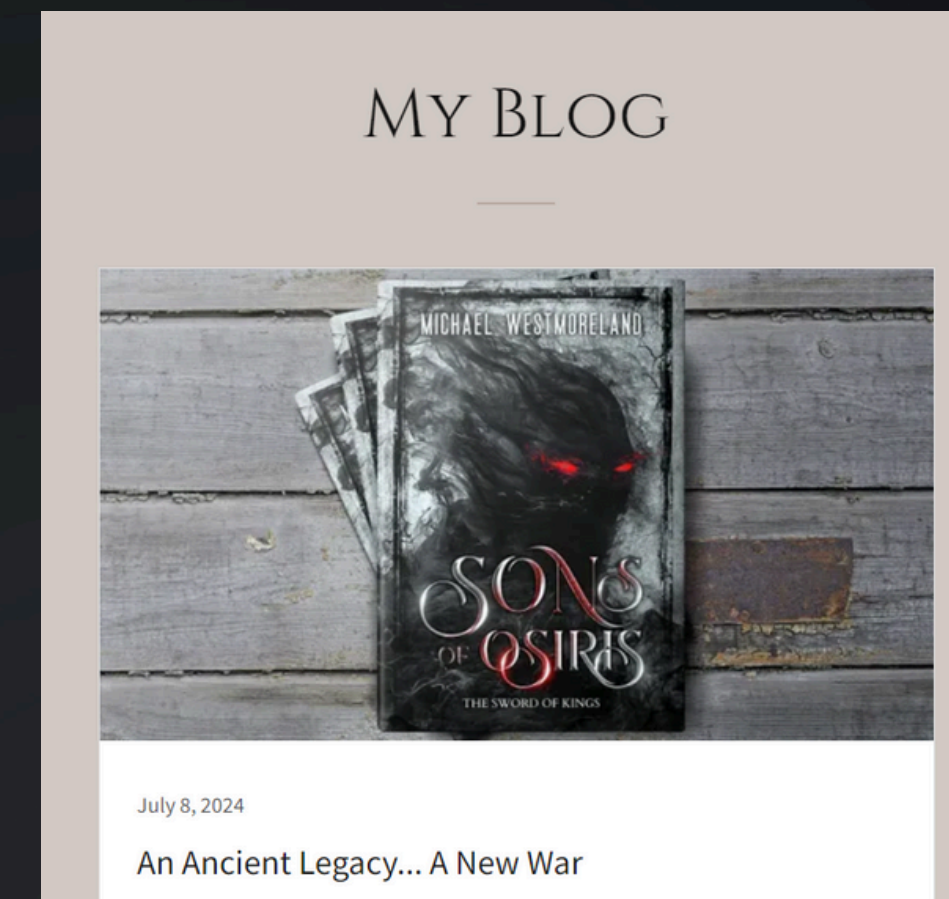 My Blog
MICHAEL WESTMORELAND
SONS
OF OSIRIS
THE SWORD OF KINGS
July 8, 2024
An Ancient Legacy... A New War